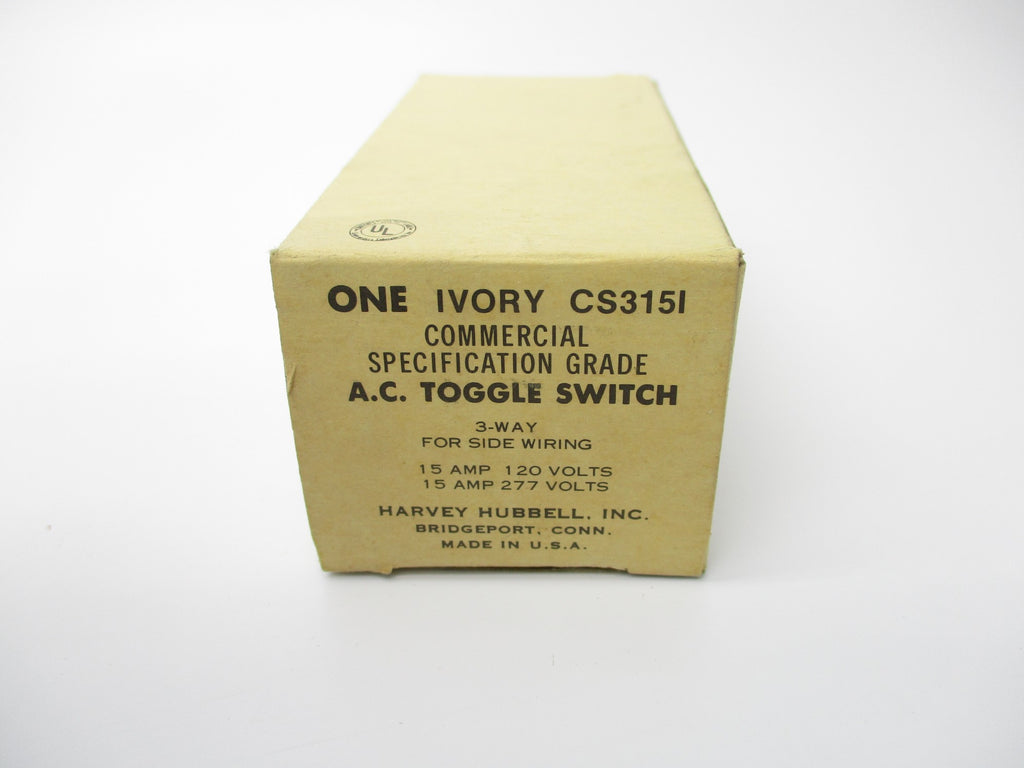 UL
ONE IVORY CS315I
COMMERCIAL
SPECIFICATION GRADE
A.C. TOGGLE SWITCH
3-WAY
FOR SIDE WIRING
15 AMP 120 VOLTS
15 AMP 277 VOLTS
HARVEY HUBBELL, INC.
BRIDGEPORT, CONN.
MADE IN U.S.A.